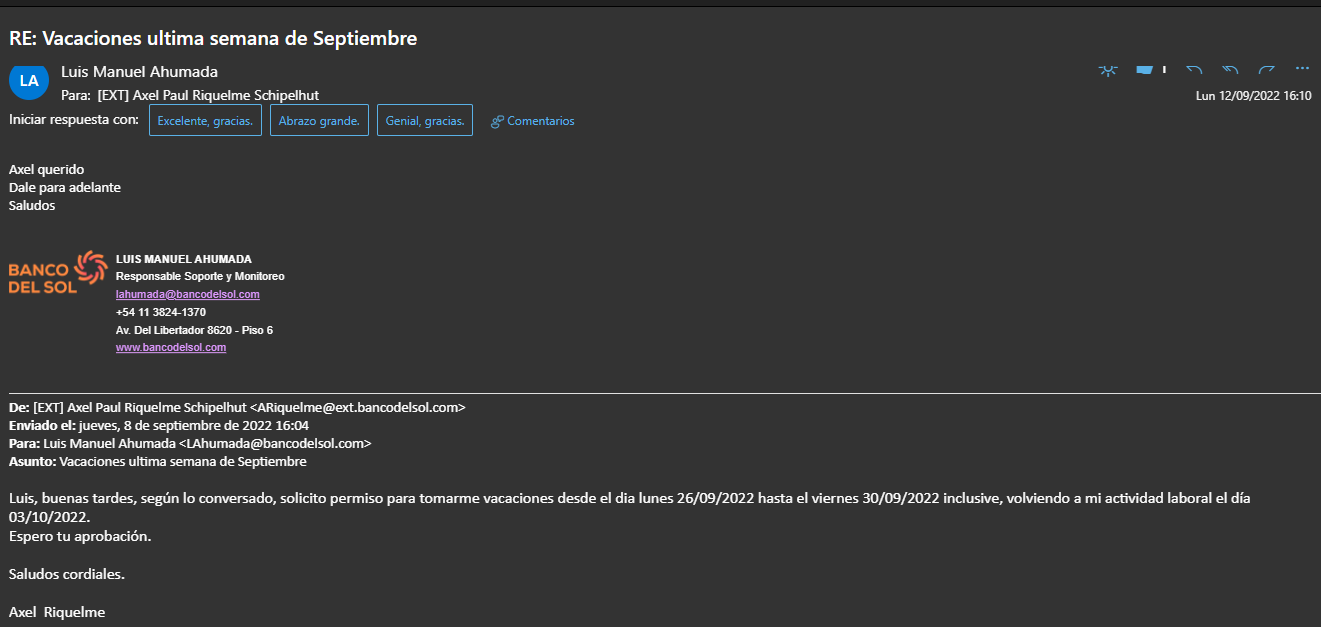 RE: Vacaciones ultima semana de Septiembre
LA
Luis Manuel Ahumada
Para: [EXT] Axel Paul Riquelme Schipelhut
Lun 12/09/2022 16:10
Iniciar respuesta con: Excelente, gracias. Abrazo grande. Genial, gracias. Comentarios
Axel querido
Dale para adelante
Saludos
BANCO
DEL SOL
LUIS MANUEL AHUMADA
Responsable Soporte y Monitoreo
lahumada@bancodelsol.com
+54 11 3824-1370
Av. Del Libertador 8620 - Piso 6
www.bancodelsol.com
De: [EXT] Axel Paul Riquelme Schipelhut <ARiquelme@ext.bancodelsol.com>
Enviado el: jueves, 8 de septiembre de 2022 16:04
Para: Luis Manuel Ahumada <LAhumada@bancodelsol.com>
Asunto: Vacaciones ultima semana de Septiembre
Luis, buenas tardes, según lo conversado, solicito permiso para tomarme vacaciones desde el dia lunes 26/09/2022 hasta el viernes 30/09/2022 inclusive, volviendo a mi actividad laboral el día
03/10/2022.
Espero tu aprobación.
Saludos cordiales.
Axel  Riquelme